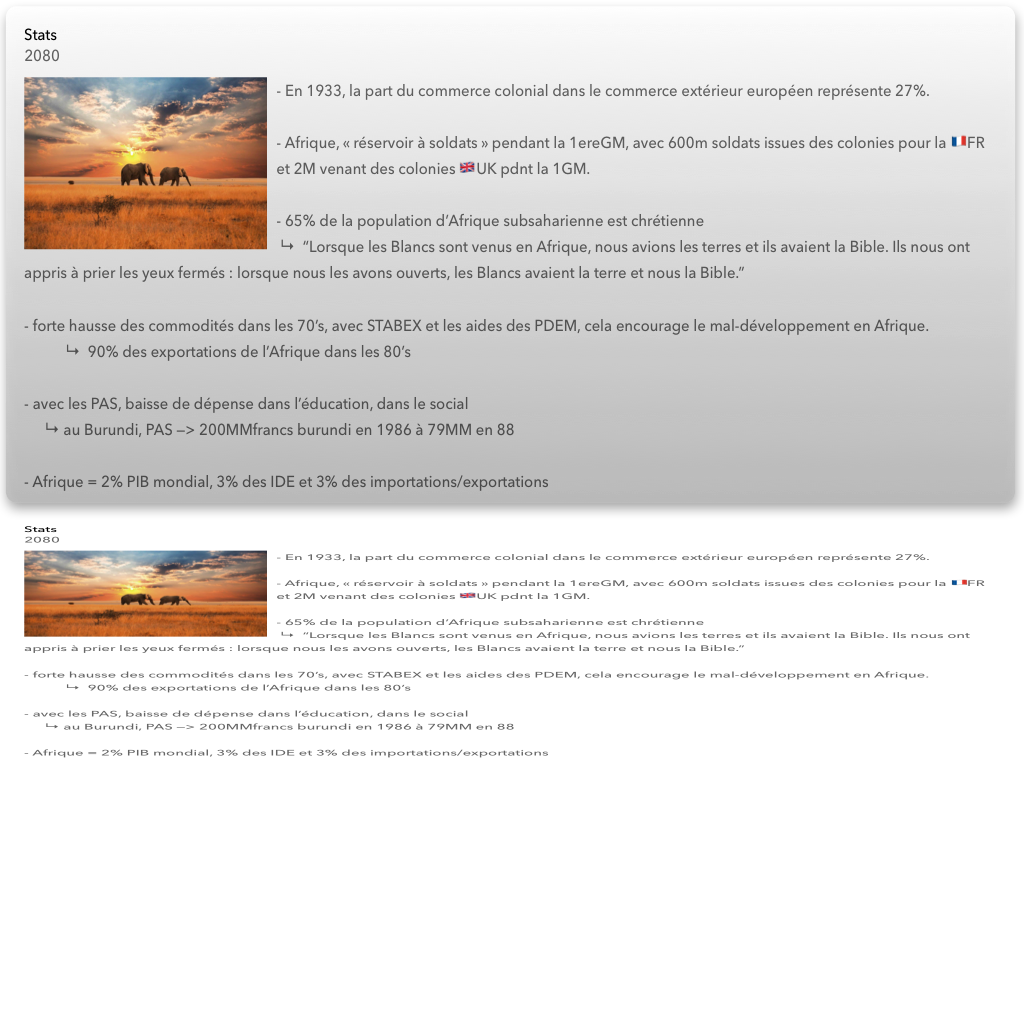 Stats
2080
- En 1933, la part du commerce colonial dans le commerce extérieur européen représente 27%.
- Afrique, « réservoir à soldats » pendant la 1ereGM, avec 600m soldats issues des colonies pour la 🇫🇷FR
et 2M venant des colonies 🇬🇧UK pdnt la 1GM.
- 65% de la population d’Afrique subsaharienne est chrétienne
↪ “Lorsque les Blancs sont venus en Afrique, nous avions les terres et ils avaient la Bible. Ils nous ont
appris à prier les yeux fermés : lorsque nous les avons ouverts, les Blancs avaient la terre et nous la Bible.”
- forte hausse des commodités dans les 70’s, avec STABEX et les aides des PDEM, cela encourage le mal-développement en Afrique.
↪ 90% des exportations de l’Afrique dans les 80’s
- avec les PAS, baisse de dépense dans l’éducation, dans le social
↪ au Burundi, PAS —> 200MMfrancs burundi en 1986 à 79MM en 88
- Afrique = 2% PIB mondial, 3% des IDE et 3% des importations/exportations
Stats
2080
- En 1933, la part du commerce colonial dans le commerce extérieur européen représente 27%.
- Afrique, « réservoir à soldats » pendant la 1ereGM, avec 600m soldats issues des colonies pour la 🇫🇷FR
et 2M venant des colonies 🇬🇧UK pdnt la 1GM.
- 65% de la population d’Afrique subsaharienne est chrétienne
↪ “Lorsque les Blancs sont venus en Afrique, nous avions les terres et ils avaient la Bible. Ils nous ont
appris à prier les yeux fermés : lorsque nous les avons ouverts, les Blancs avaient la terre et nous la Bible.”
- forte hausse des commodités dans les 70’s, avec STABEX et les aides des PDEM, cela encourage le mal-développement en Afrique.
↪ 90% des exportations de l’Afrique dans les 80’s
- avec les PAS, baisse de dépense dans l’éducation, dans le social
↪ au Burundi, PAS —> 200MMfrancs burundi en 1986 à 79MM en 88
- Afrique = 2% PIB mondial, 3% des IDE et 3% des importations/exportations